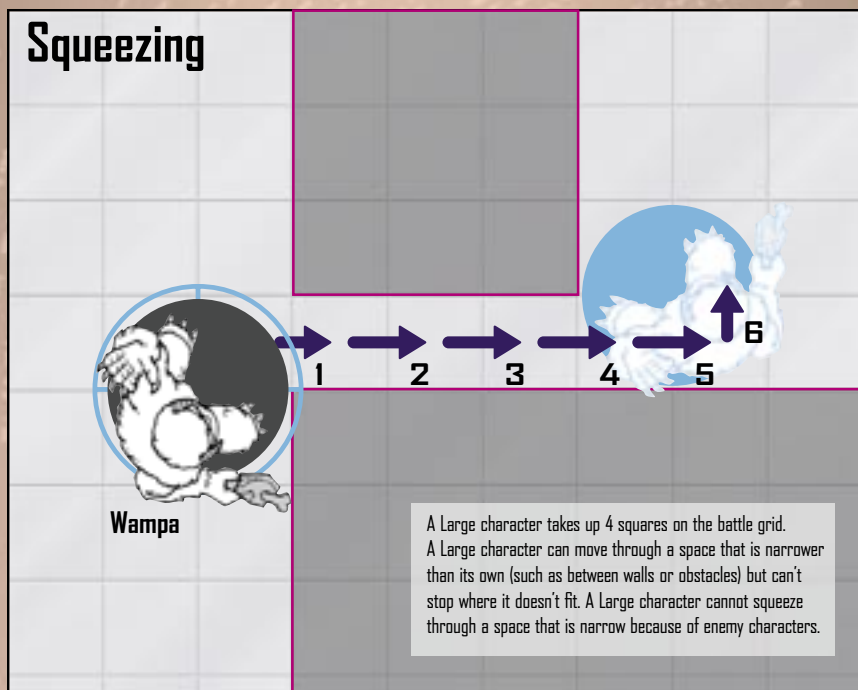 Squeezing
1 2 3 4 5 6
Wampa
A Large character takes up 4 squares on the battle grid.
A Large character can move through a space that is narrower
than its own (such as between walls or obstacles) but can't
stop where it doesn't fit. A Large character cannot squeeze
through a space that is narrow because of enemy characters.